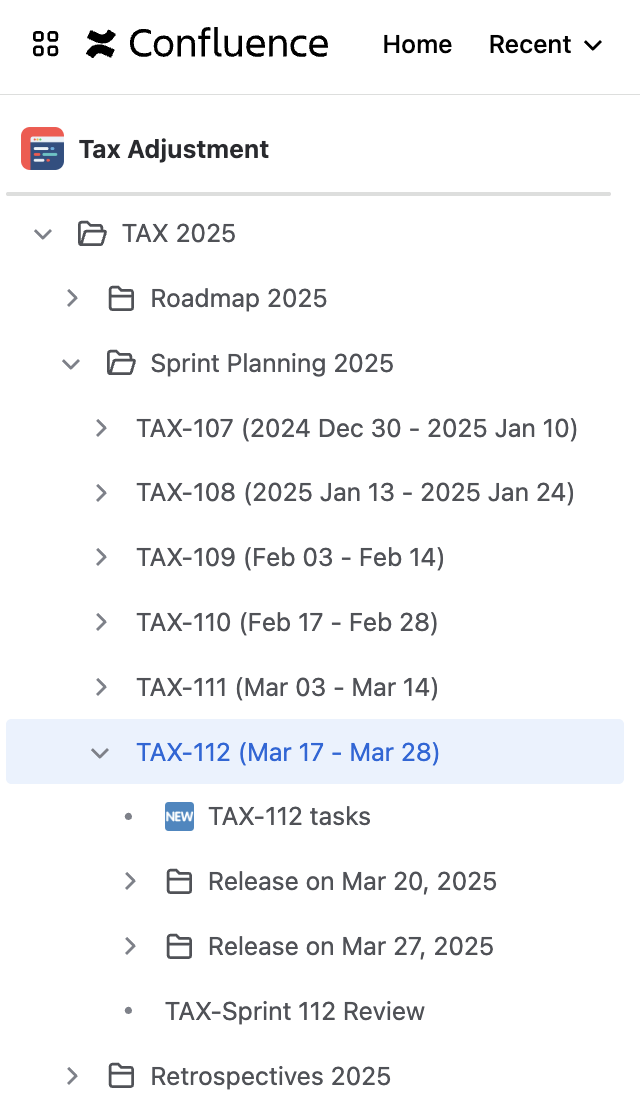 Confluence Home Recent
Tax Adjustment
TAX 2025
Roadmap 2025
Sprint Planning 2025
TAX-107 (2024 Dec 30 - 2025 Jan 10)
TAX-108 (2025 Jan 13 - 2025 Jan 24)
TAX-109 (Feb 03 - Feb 14)
TAX-110 (Feb 17 - Feb 28)
TAX-111 (Mar 03 - Mar 14)
TAX-112 (Mar 17 - Mar 28)
NEW TAX-112 tasks
Release on Mar 20, 2025
Release on Mar 27, 2025
TAX-Sprint 112 Review
Retrospectives 2025